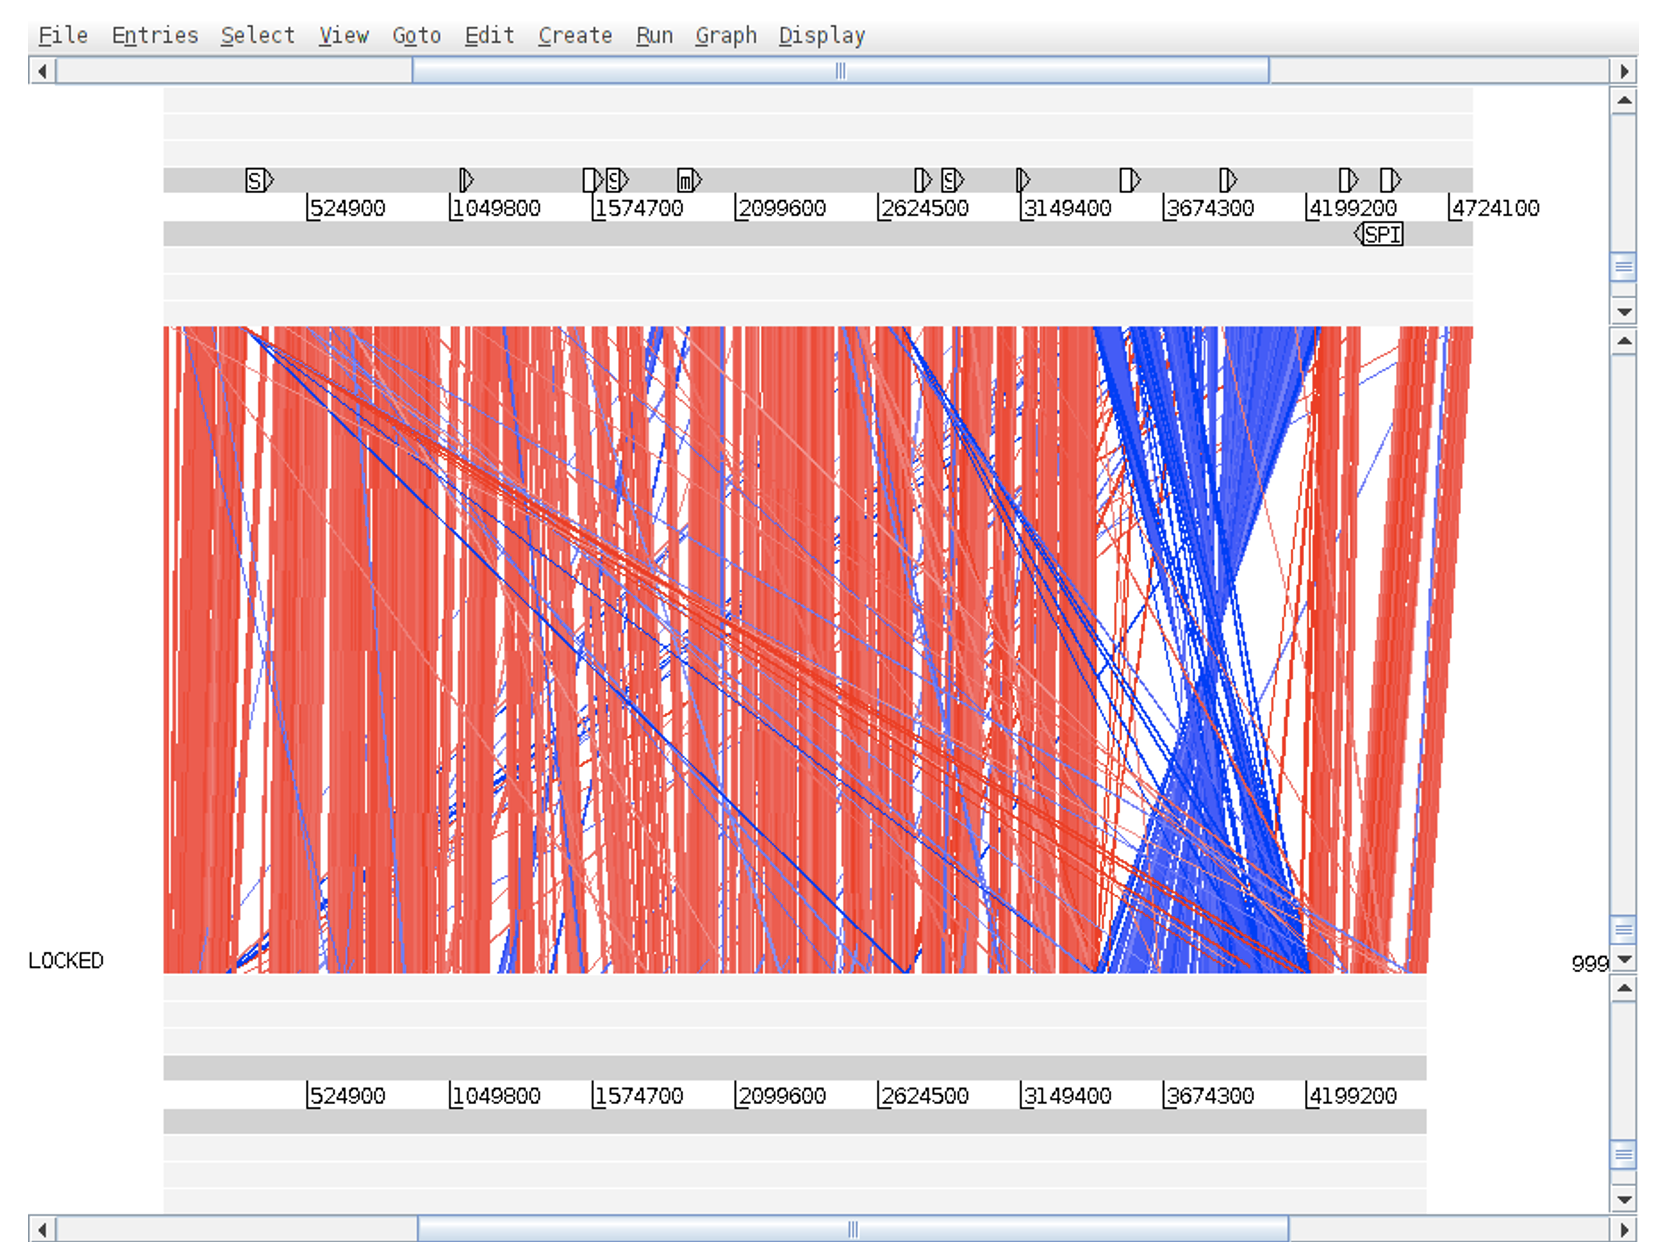 File Entries Select View Goto Edit Create Run Graph Display
S S m S
524900 1049800 1574700 2099600 2624500 3149400 3674300 4199200 4724100
SPI
LOCKED 999
524900 1049800 1574700 2099600 2624500 3149400 3674300 4199200